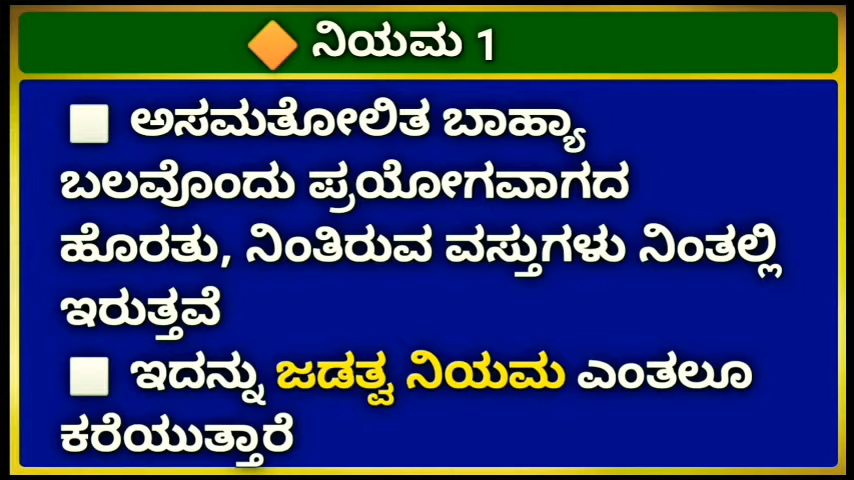 🔶 ನಿಯಮ 1
◻️ ಅಸಮತೋಲಿತ ಬಾಹ್ಯಾ
ಬಲವೊಂದು ಪ್ರಯೋಗವಾಗದ
ಹೊರತು, ನಿಂತಿರುವ ವಸ್ತುಗಳು ನಿಂತಲ್ಲಿ
ಇರುತ್ತವೆ
◻️ ಇದನ್ನು ಜಡತ್ವ ನಿಯಮ ಎಂತಲೂ
ಕರೆಯುತ್ತಾರೆ